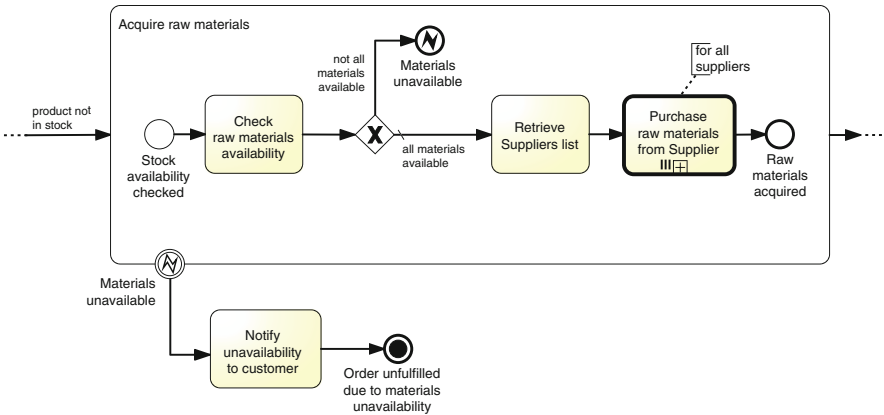 Acquire raw materials
product not
in stock
Stock
availability
checked
Check
raw materials
availability
not all
materials
available
X
Materials
unavailable
all materials
available
Retrieve
Suppliers list
for all
suppliers
Purchase
raw materials
from Supplier
Raw
materials
acquired
Materials
unavailable
Notify
unavailability
to customer
Order unfulfilled
due to materials
unavailability